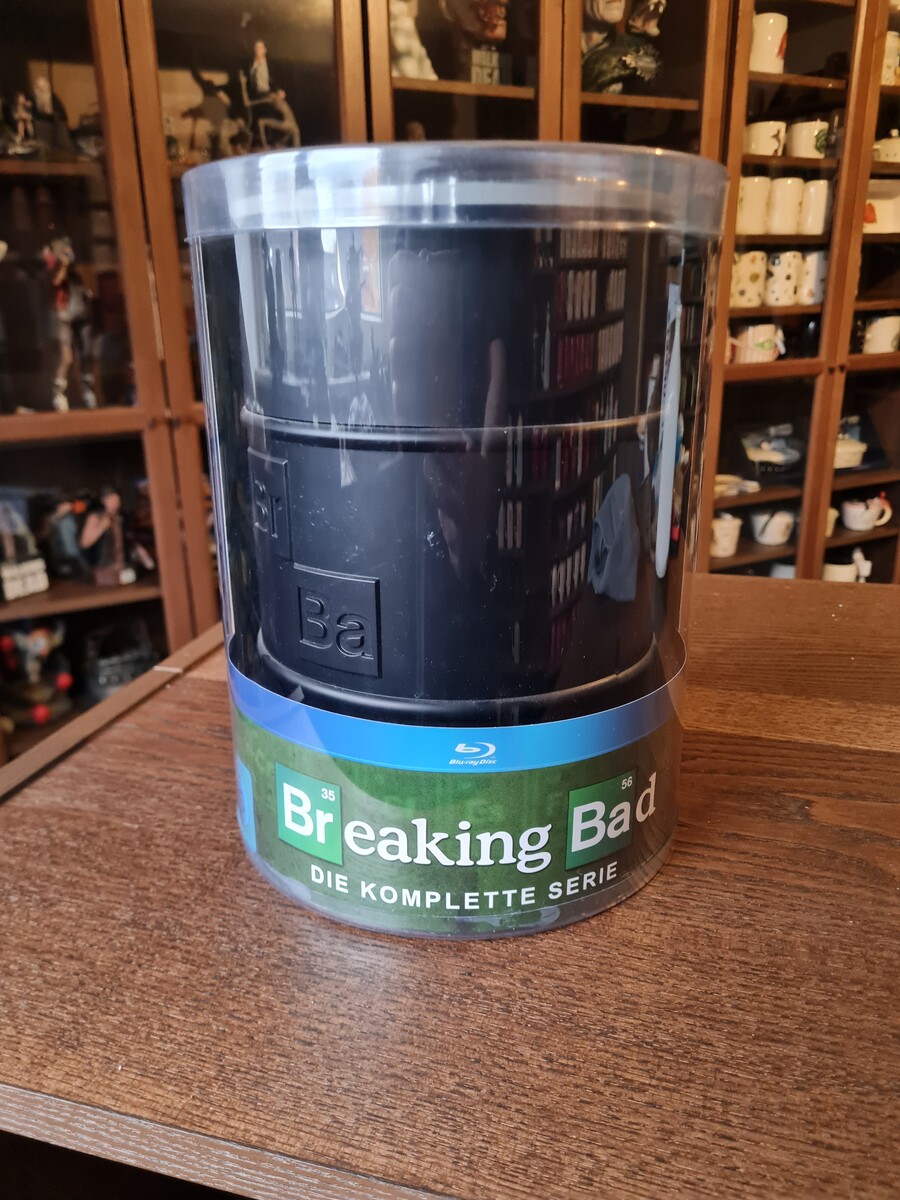 Br
Ba
Blu-ray Disc
35
56
Breaking Bad
DIE KOMPLETTE SERIE